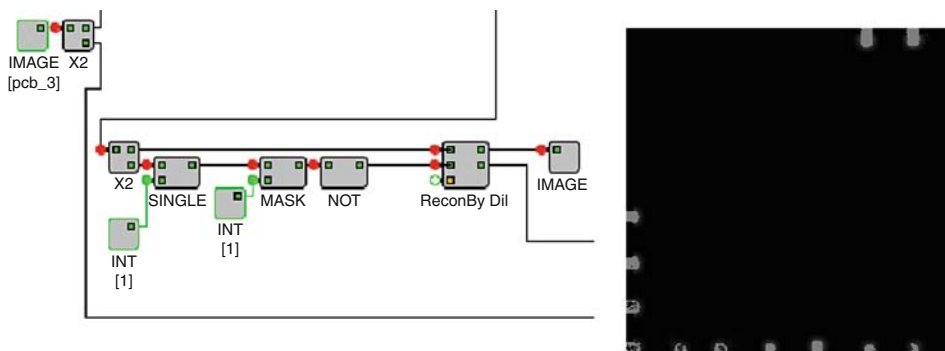 IMAGE X2
[pcb_3]
X2
SINGLE
MASK
NOT
ReconBy Dil
IMAGE
INT
[1]
INT
[1]